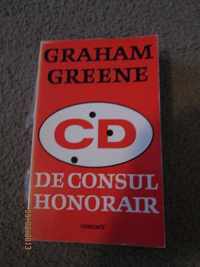 GRAHAM
GREENE
CD
DE CONSUL
HONORAIR